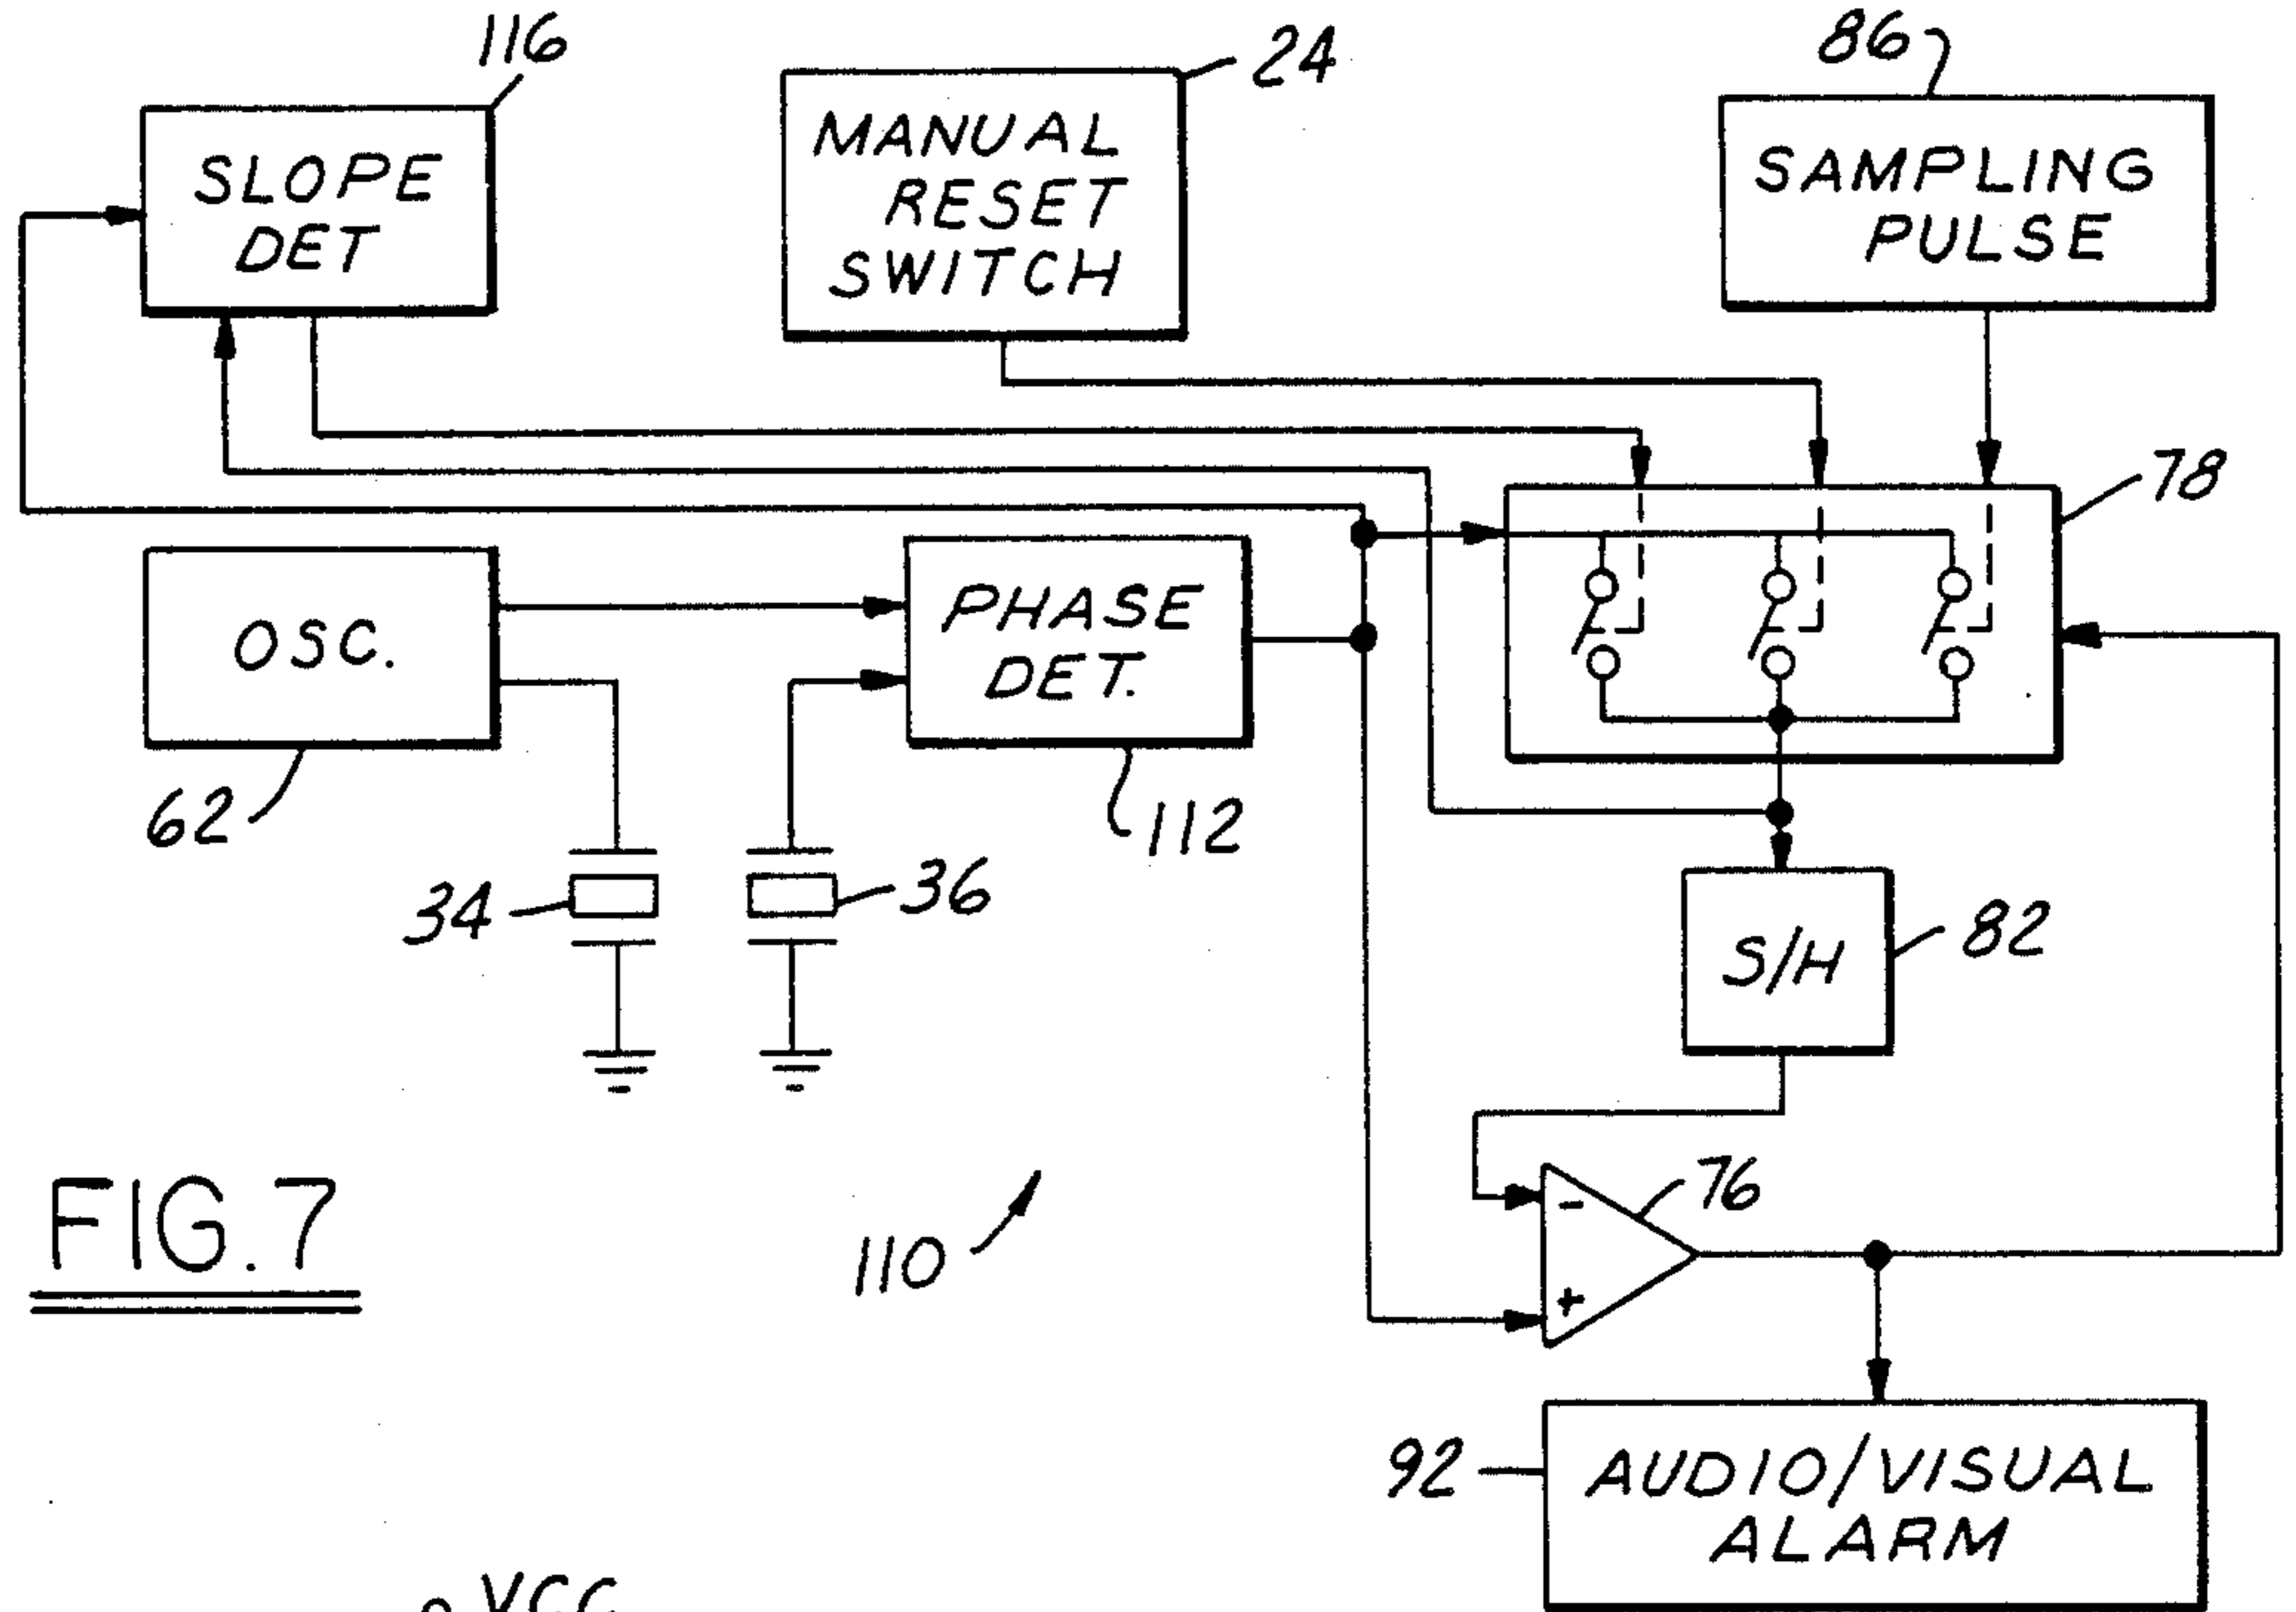 116
24
86
SLOPE
DET
MANUAL
RESET
SWITCH
SAMPLING
PULSE
78
OSC.
PHASE
DET.
62
112
34
36
S/H
82
FIG. 7
110
-
76
+
92
AUDIO/VISUAL
ALARM
VCC